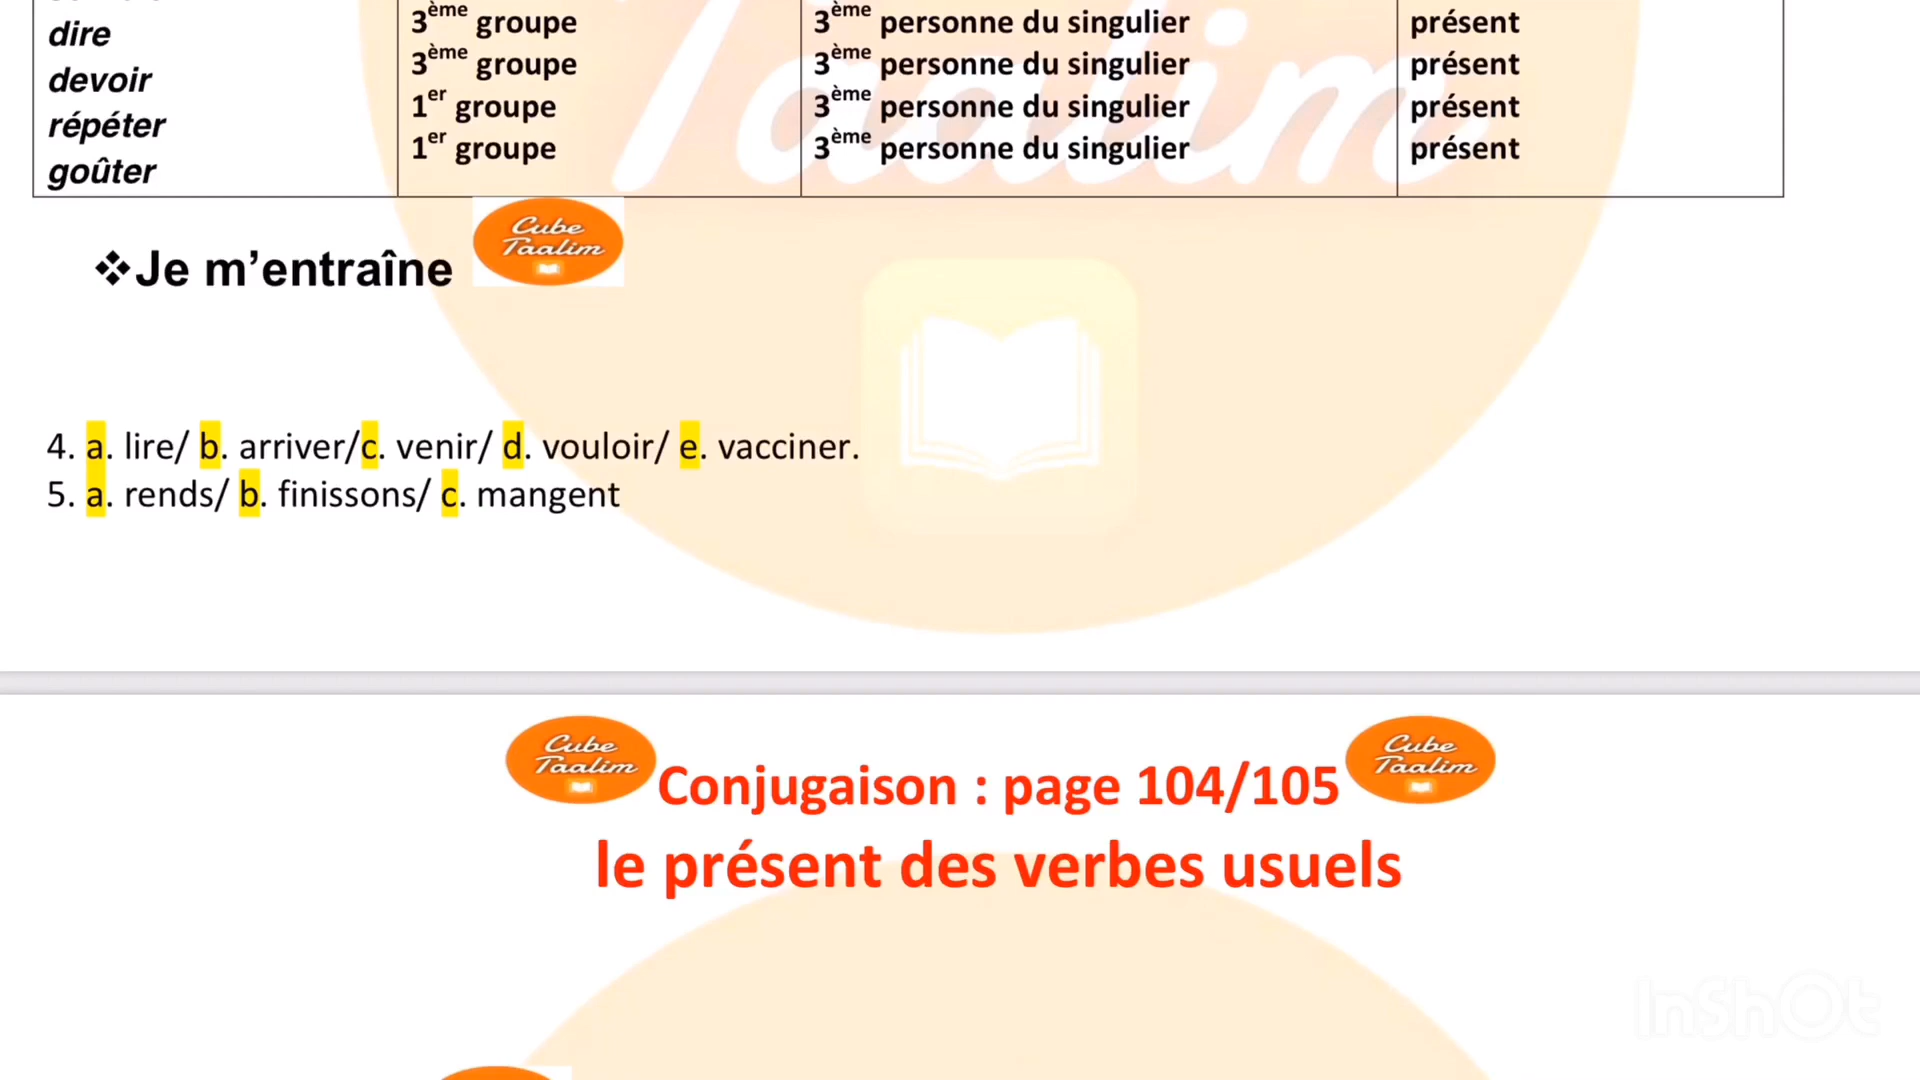 dire 3ème groupe 3ème personne du singulier présent
devoir 3ème groupe 3ème personne du singulier présent
répéter 1er groupe 3ème personne du singulier présent
goûter 1er groupe 3ème personne du singulier présent
Taalim
❖Je m’entraîne
Cube
Taalim
4. a. lire/ b. arriver/c. venir/ d. vouloir/ e. vacciner.
5. a. rends/ b. finissons/ c. mangent
Cube
Taalim
Conjugaison : page 104/105
Cube
Taalim
le présent des verbes usuels
InShOt